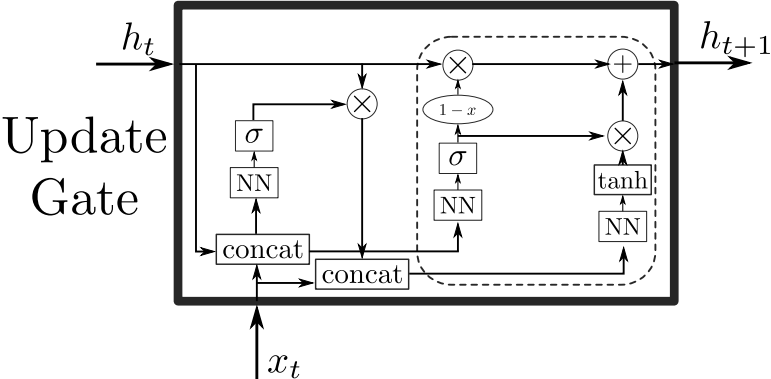 h_t
h_{t+1}
×
+
×
1 − x
Update
Gate
σ
×
σ
NN
tanh
NN
NN
concat
concat
x_t